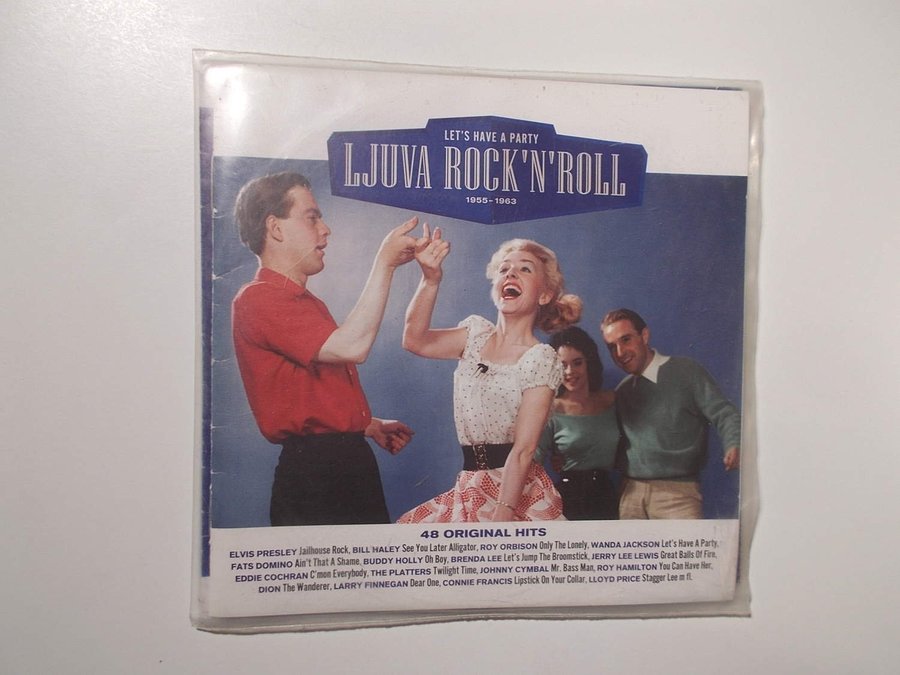 LET'S HAVE A PARTY
LJUVA ROCK'N'ROLL
1955-1963
48 ORIGINAL HITS
ELVIS PRESLEY Jailhouse Rock, BILL HALEY See You Later Alligator, ROY ORBISON Only The Lonely, WANDA JACKSON Let's Have A Party,
FATS DOMINO Ain't That A Shame, BUDDY HOLLY Oh Boy, BRENDA LEE Let's Jump The Broomstick, JERRY LEE LEWIS Great Balls Of Fire,
EDDIE COCHRAN C'mon Everybody, THE PLATTERS Twilight Time, JOHNNY CYMBAL Mr. Bass Man, ROY HAMILTON You Can Have Her,
DION The Wanderer, LARRY FINNEGAN Dear One, CONNIE FRANCIS Lipstick On Your Collar, LLOYD PRICE Stagger Lee m fl.